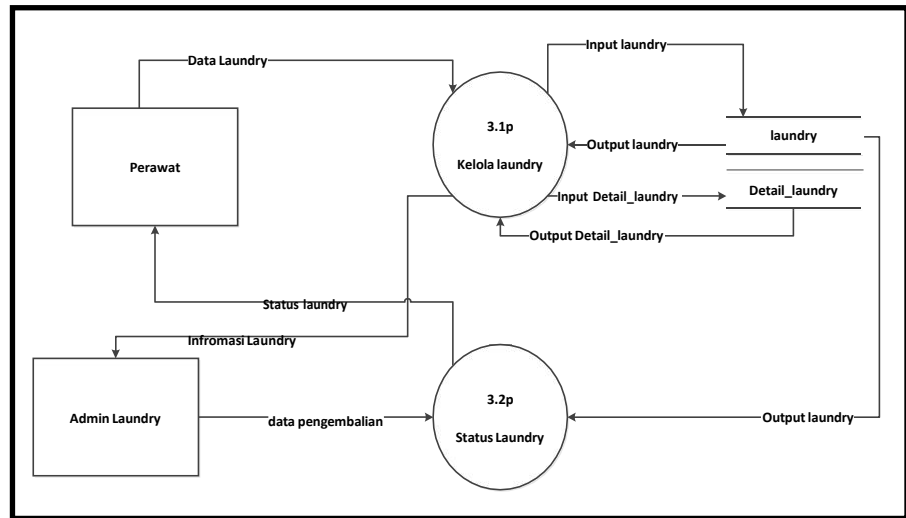 Input laundry
Data Laundry
3.1p
Kelola laundry
laundry
Output laundry
Perawat
Input Detail_laundry
Detail_laundry
Output Detail_laundry
Status laundry
Infromasi Laundry
Admin Laundry
data pengembalian
3.2p
Status Laundry
Output laundry